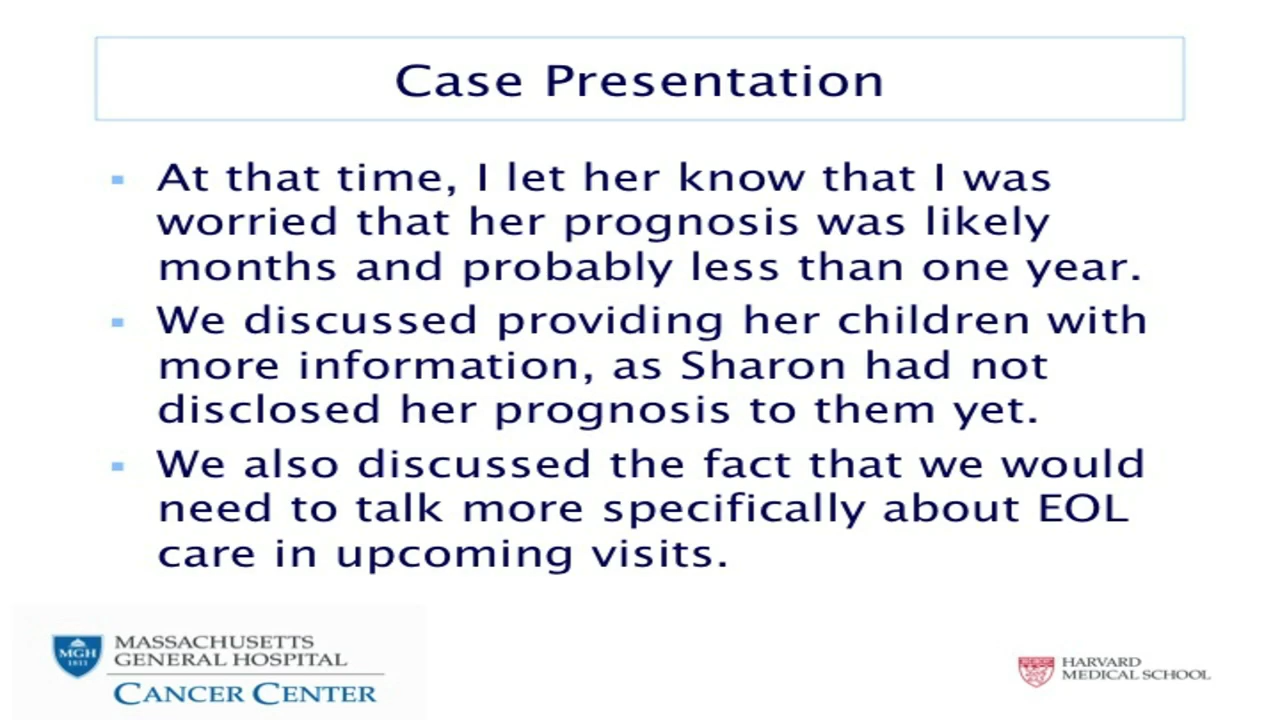 Case Presentation
At that time, I let her know that I was
worried that her prognosis was likely
months and probably less than one year.
We discussed providing her children with
more information, as Sharon had not
disclosed her prognosis to them yet.
We also discussed the fact that we would
need to talk more specifically about EOL
care in upcoming visits.
MGH
1811
MASSACHUSETTS
GENERAL HOSPITAL
CANCER CENTER
HARVARD
MEDICAL SCHOOL